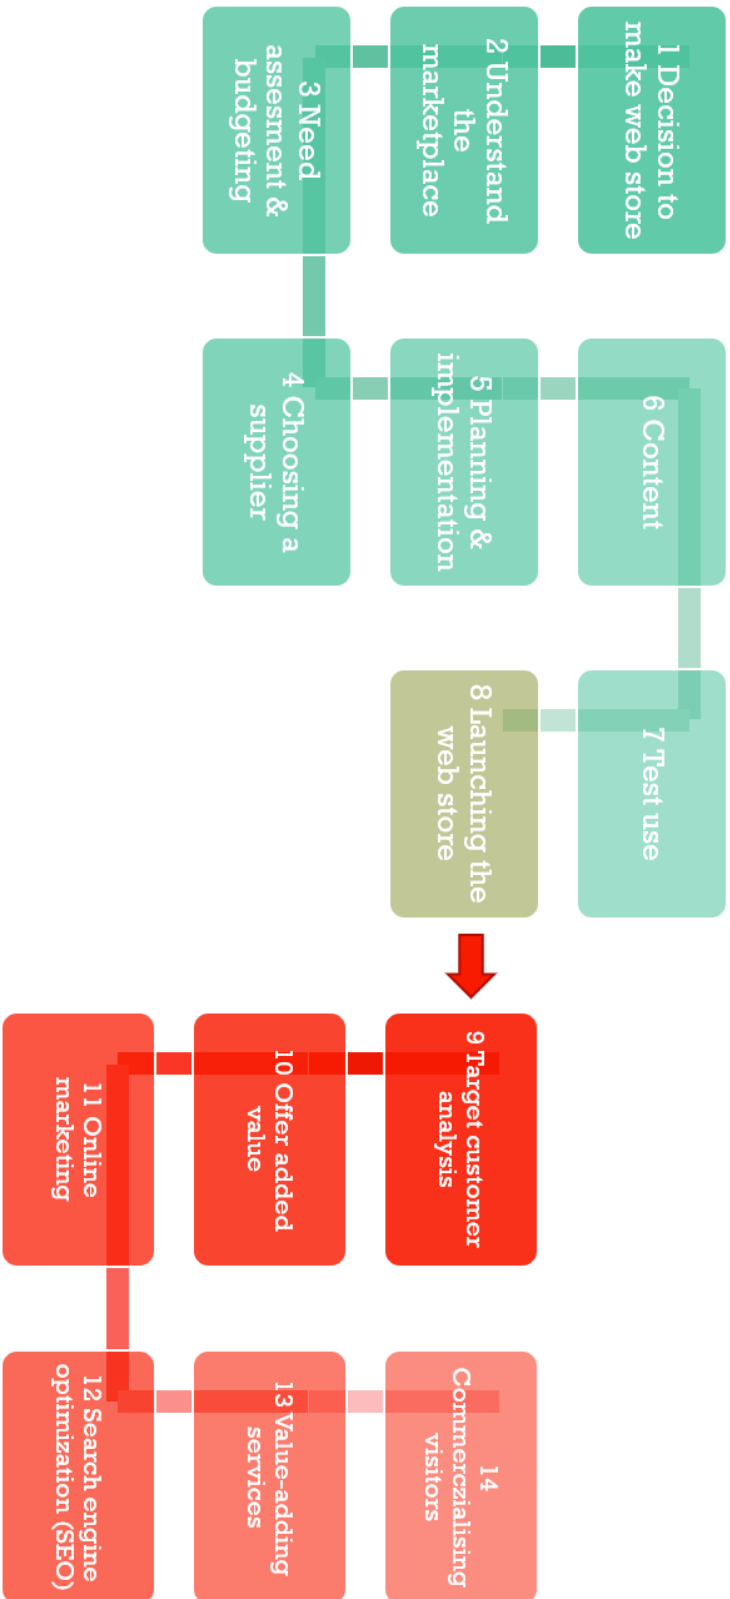 1 Decision to
make web store
2 Understand
the
marketplace
3 Need
assesment &
budgeting
4 Choosing a
supplier
5 Planning &
implementation
6 Content
7 Test use
8 Launching the
web store
9 Target customer
analysis
10 Offer added
value
11 Online
marketing
12 Search engine
optimization (SEO)
13 Value-adding
services
14
Commerczialising
visitors